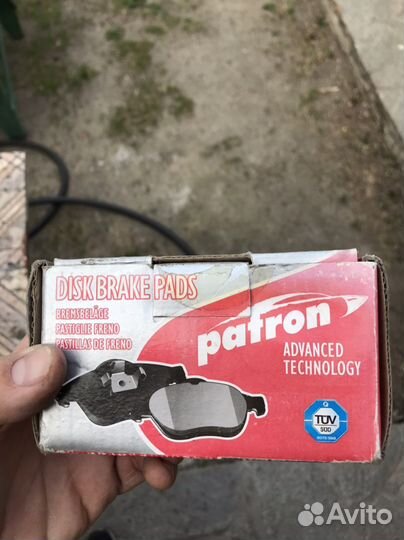 DISK BRAKE PADS
BREMSBELÄGE
PASTIGLIE FRENO
PASTILLAS DE FRENO
patron
ADVANCED
TECHNOLOGY
TÜV
SÜD
Avito